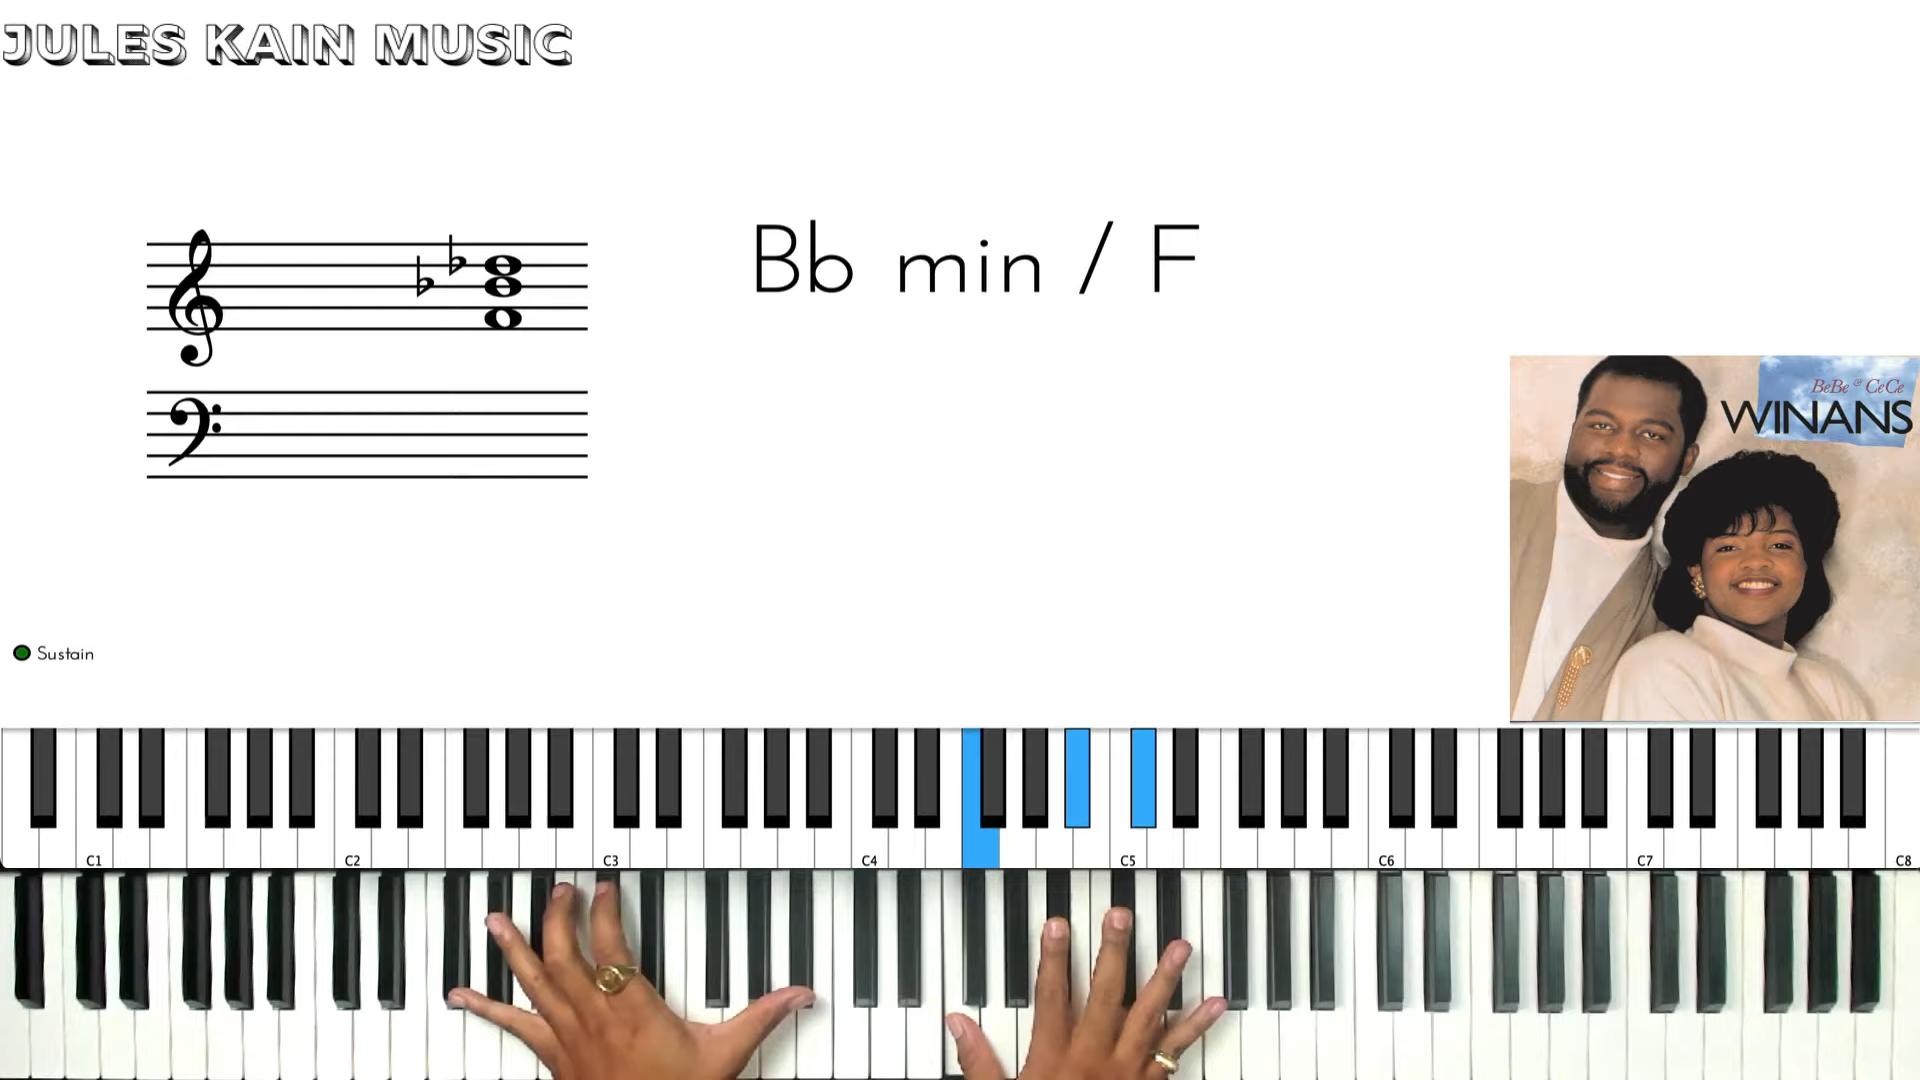 JULES KAIN MUSIC
Bb min / F
BeBe & CeCe
WINANS
Sustain
C1 C2 C3 C4 C5 C6 C7 C8